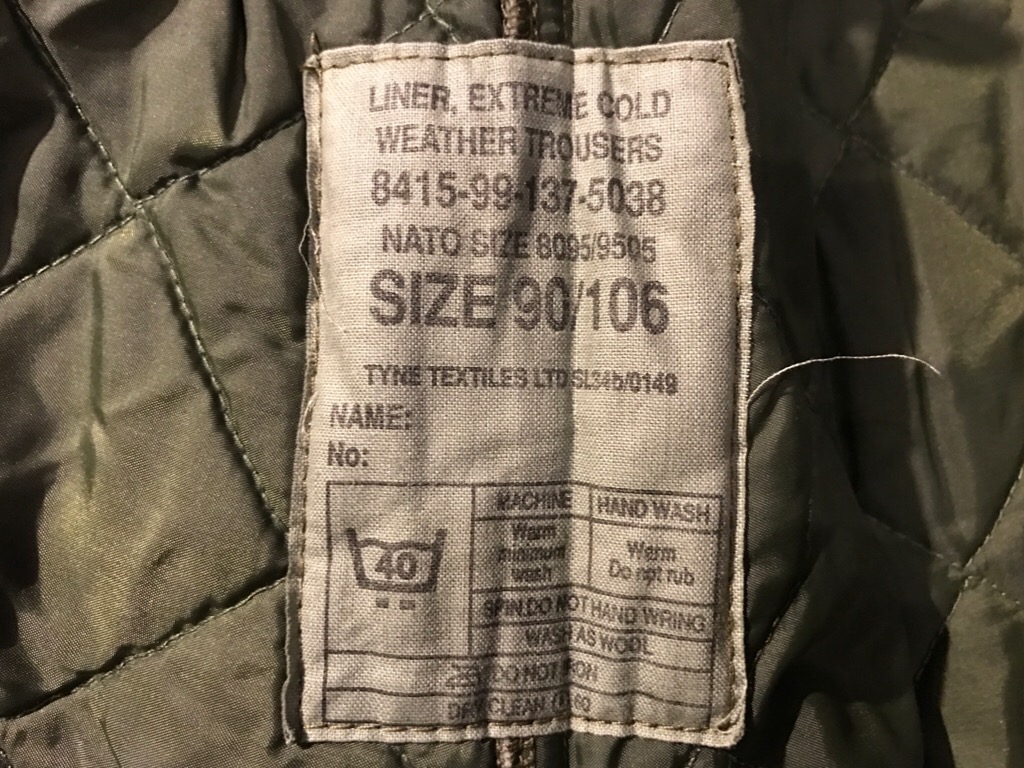 LINER, EXTREME COLD
WEATHER TROUSERS
8415-99-137-5038
NATO SIZE 8095/9505
SIZE 90/106
TYNE TEXTILES LTD SL34b/0149
NAME:
No:
40
MACHINE HAND WASH
Warm
minimum
wash
Warm
Do not rub
SPIN.DO NOT HAND WRING
WASH AS WOOL
DO NOT IRON
DRY CLEAN